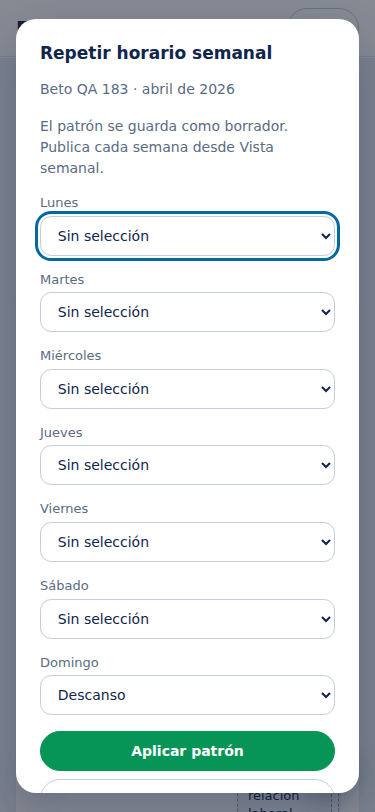 Repetir horario semanal
Beto QA 183 · abril de 2026
El patrón se guarda como borrador.
Publica cada semana desde Vista
semanal.
Lunes
Sin selección
Martes
Sin selección
Miércoles
Sin selección
Jueves
Sin selección
Viernes
Sin selección
Sábado
Sin selección
Domingo
Descanso
Aplicar patrón
relación